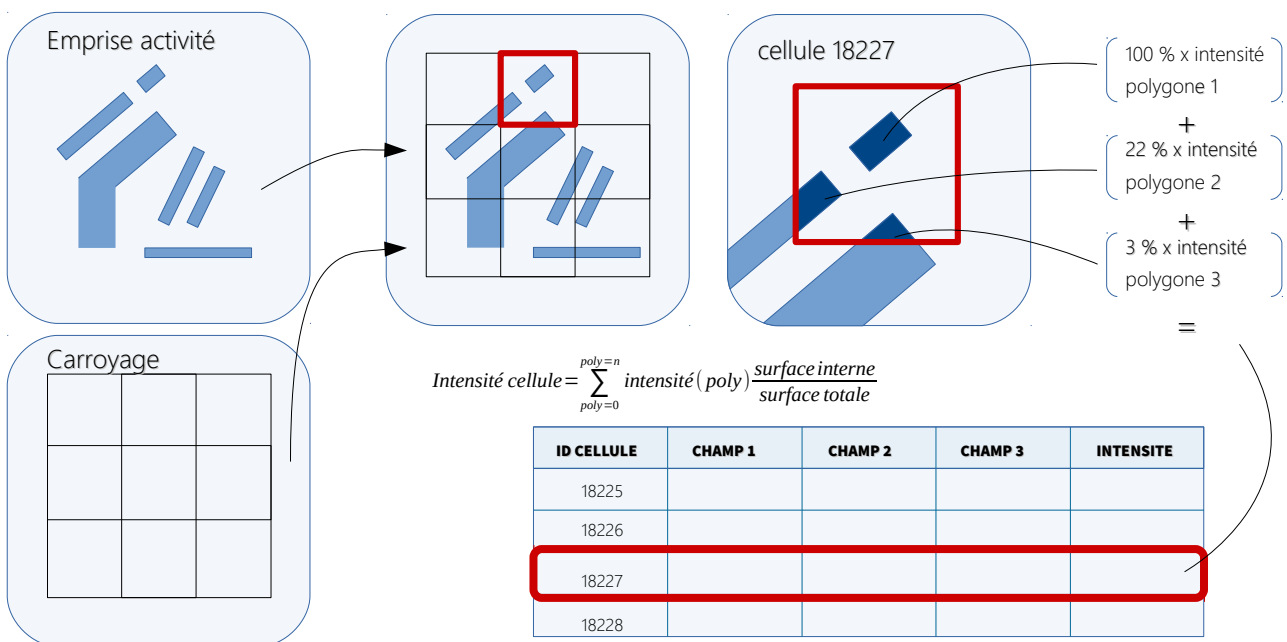 Emprise activité
cellule 18227
100 % x intensité
polygone 1
+
22 % x intensité
polygone 2
+
3 % x intensité
polygone 3
=
Carroyage
Intensité cellule = ∑ poly=0 poly=n intensité ( poly ) surface interne / surface totale
ID CELLULE CHAMP 1 CHAMP 2 CHAMP 3 INTENSITE
18225
18226
18227
18228